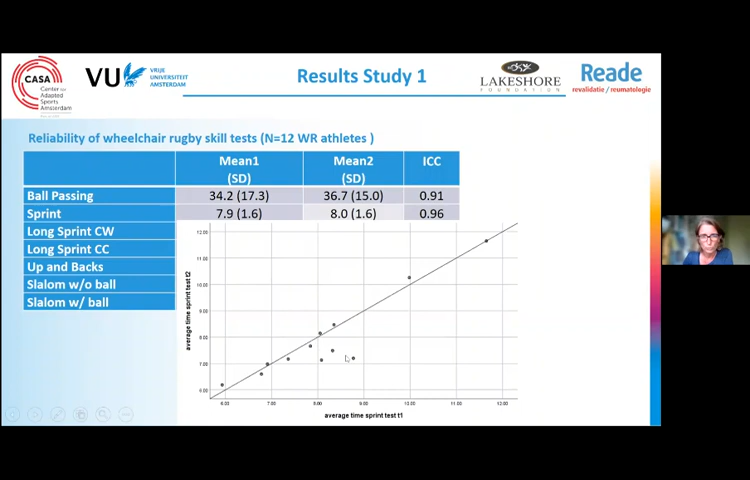 CASA
Center for
Adapted
Sports
Amsterdam
VU
VRIJE
UNIVERSITEIT
AMSTERDAM
Results Study 1
LAKESHORE
FOUNDATION
Reade
revalidatie / reumatologie
Reliability of wheelchair rugby skill tests (N=12 WR athletes )
Mean1 (SD) Mean2 (SD) ICC
Ball Passing 34.2 (17.3) 36.7 (15.0) 0.91
Sprint 7.9 (1.6) 8.0 (1.6) 0.96
Long Sprint CW
Long Sprint CC
Up and Backs
Slalom w/o ball
Slalom w/ ball
average time sprint test t2
12.00
11.00
10.00
9.00
8.00
7.00
6.00
6.00 7.00 8.00 9.00 10.00 11.00 12.00
average time sprint test t1